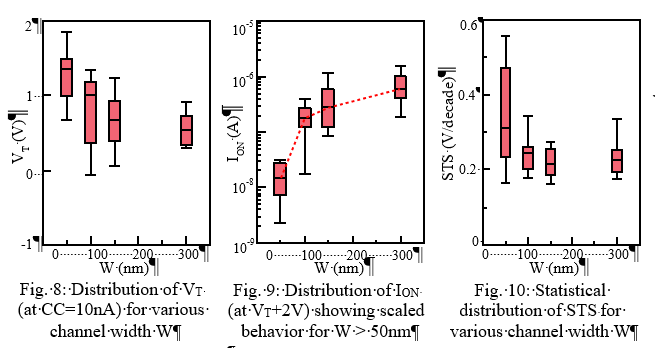 2¶
1
0
-1¶
V_T (V)¶
0 100 200 300¶
W (nm)¶
Fig. 8: Distribution of V_T
(at CC=10nA) for various
channel width W¶
10^-5
10^-6
10^-8
10^-9
I_ON (A)¶
0 100 200 300¶
W (nm)¶
Fig. 9: Distribution of I_ON
(at V_T+2V) showing scaled
behavior for W > 50nm¶
0.6
0.4
0.2
0
STS (V/decade)¶
0 100 200 300¶
W (nm)¶
Fig. 10: Statistical
distribution of STS for
various channel width W¶